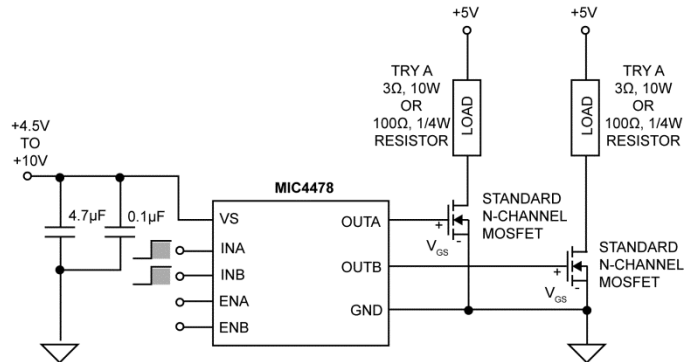 +5V
+5V
TRY A
3Ω, 10W
OR
100Ω, 1/4W
RESISTOR
LOAD
TRY A
3Ω, 10W
OR
100Ω, 1/4W
RESISTOR
LOAD
+4.5V
TO
+10V
4.7µF
0.1µF
MIC4478
VS
INA
INB
ENA
ENB
OUTA
OUTB
GND
+
VGS
-
STANDARD
N-CHANNEL
MOSFET
+
VGS
-
STANDARD
N-CHANNEL
MOSFET